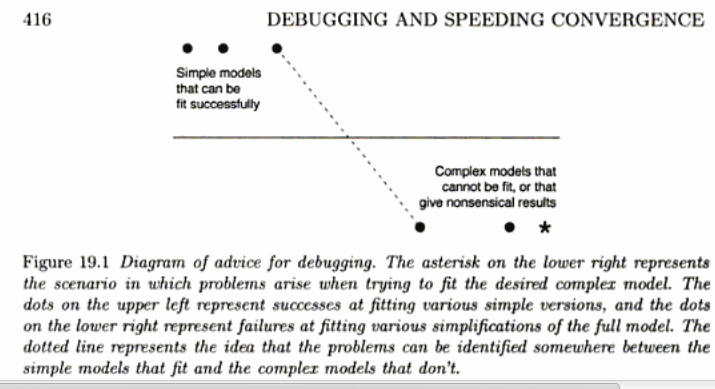 416 DEBUGGING AND SPEEDING CONVERGENCE
Simple models
that can be
fit successfully
Complex models that
cannot be fit, or that
give nonsensical results
*
Figure 19.1 Diagram of advice for debugging. The asterisk on the lower right represents
the scenario in which problems arise when trying to fit the desired complex model. The
dots on the upper left represent successes at fitting various simple versions, and the dots
on the lower right represent failures at fitting various simplifications of the full model. The
dotted line represents the idea that the problems can be identified somewhere between the
simple models that fit and the complex models that don't.